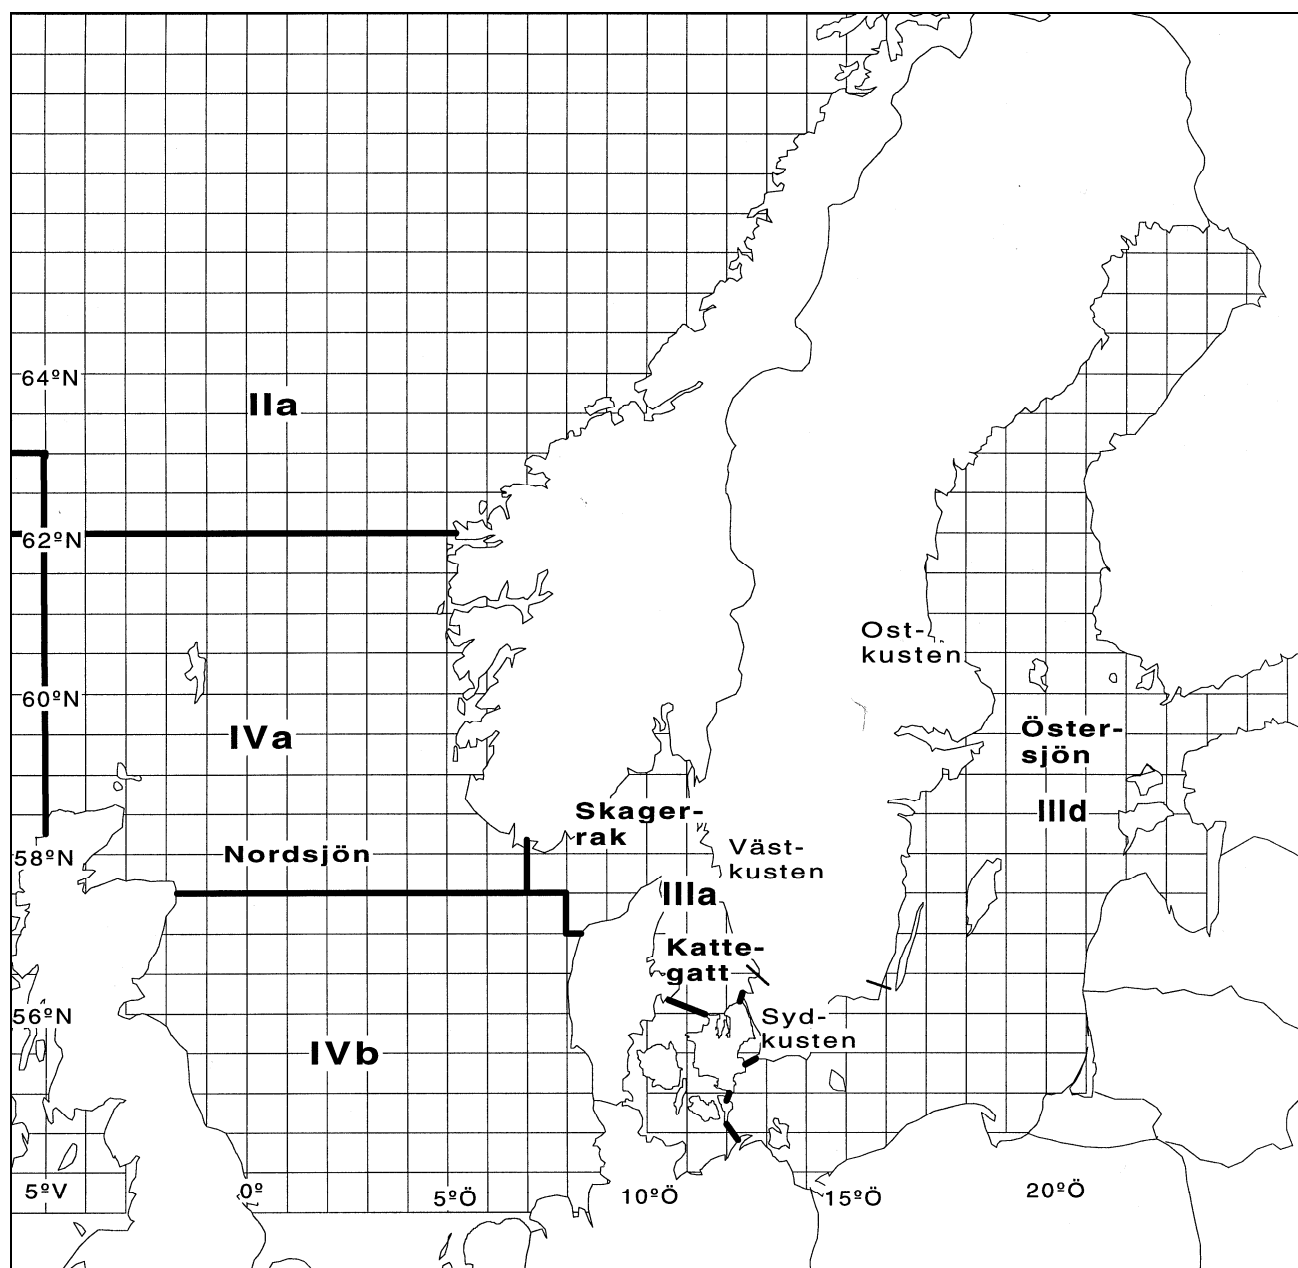 64ºN
IIa
62ºN
Ost-
kusten
60ºN
IVa
Öster-
sjön
Skager-
rak
IIId
Nordsjön
58ºN
Väst-
kusten
IIIa
Katte-
gatt
56ºN
Syd-
kusten
IVb
5ºV
0º
5ºÖ
10ºÖ
15ºÖ
20ºÖ